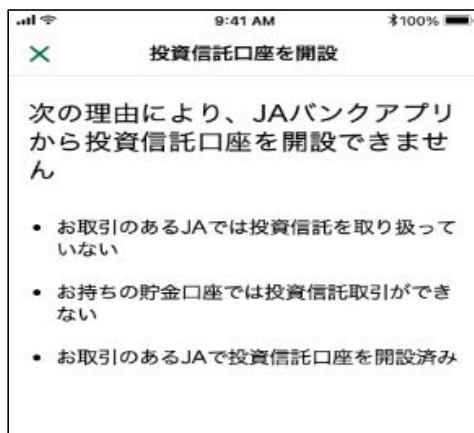 9:41 AM
100%
投資信託口座を開設
次の理由により、JAバンクアプリ
から投資信託口座を開設できませ
ん
• お取引のあるJAでは投資信託を取り扱って
いない
• お持ちの貯金口座では投資信託取引ができ
ない
• お取引のあるJAで投資信託口座を開設済み